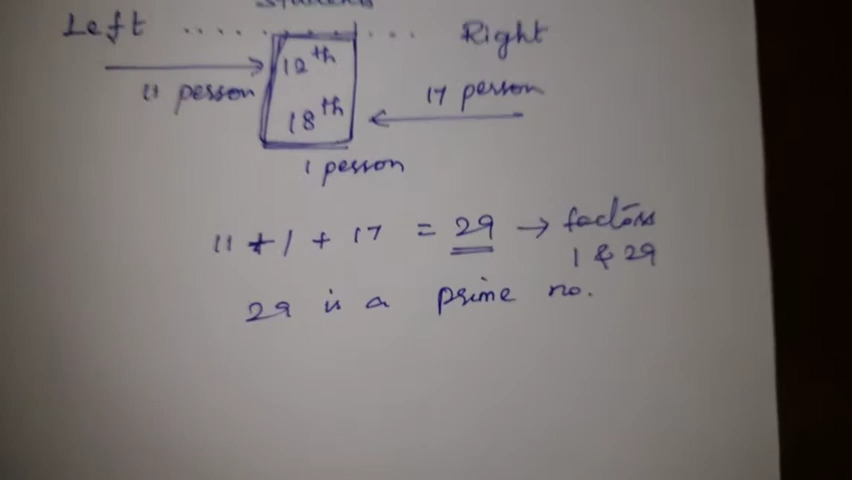 Left ............... Right
12th
11 person 17 person
18th
1 person
11 + 1 + 17 = 29 → factors
1 & 29
29 is a prime no.